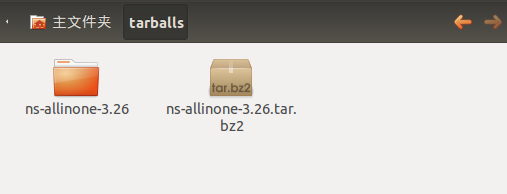 主文件夹 tarballs
ns-allinone-3.26 ns-allinone-3.26.tar.
bz2
tar.bz2